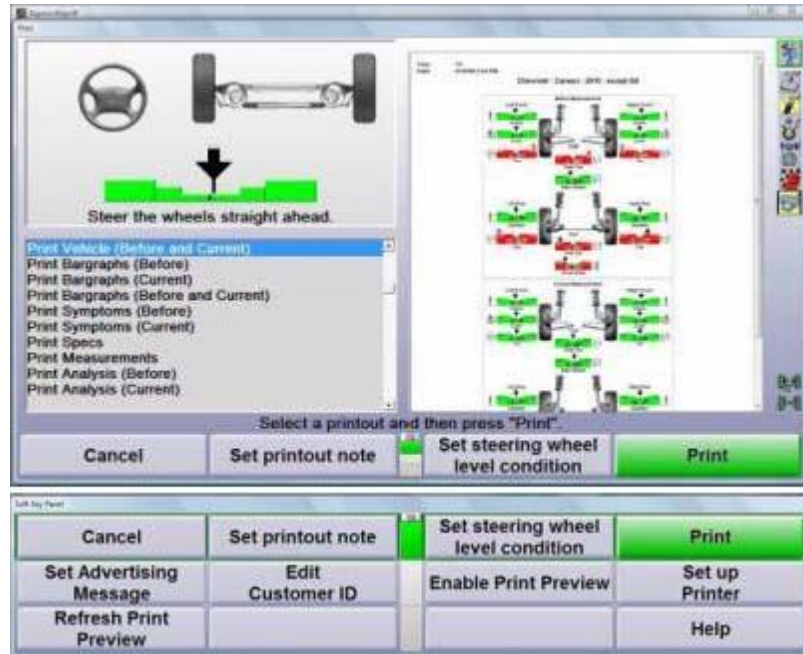 Print
Steer the wheels straight ahead.
Print Vehicle (Before and Current)
Print Bargraphs (Before)
Print Bargraphs (Current)
Print Bargraphs (Before and Current)
Print Symptoms (Before)
Print Symptoms (Current)
Print Specs
Print Measurements
Print Analysis (Before)
Print Analysis (Current)
Select a printout and then press "Print".
Cancel
Set printout note
Set steering wheel
level condition
Print
Soft Key Panel
Cancel
Set printout note
Set steering wheel
level condition
Print
Set Advertising
Message
Edit
Customer ID
Enable Print Preview
Set up
Printer
Refresh Print
Preview
Help